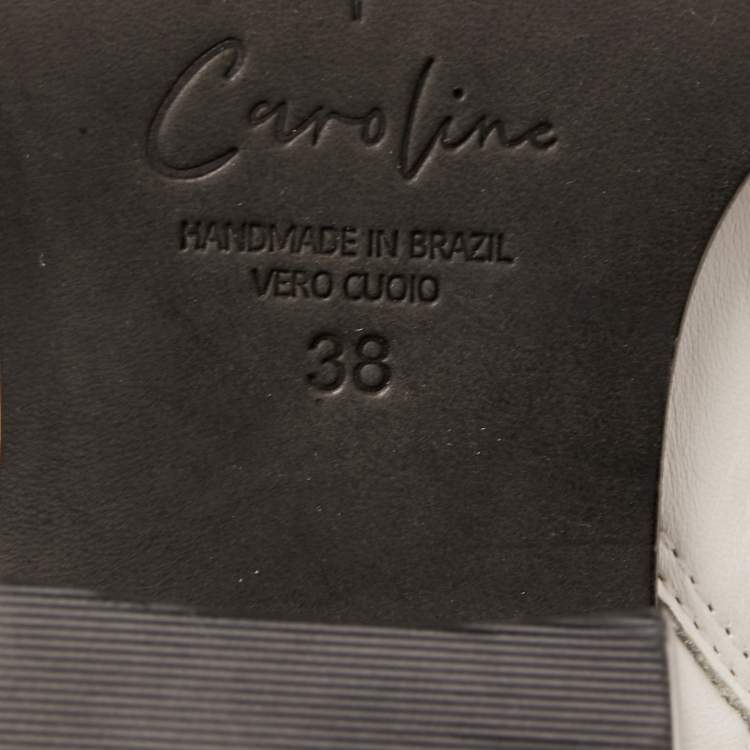 Caroline
HANDMADE IN BRAZIL
VERO CUOIO
38